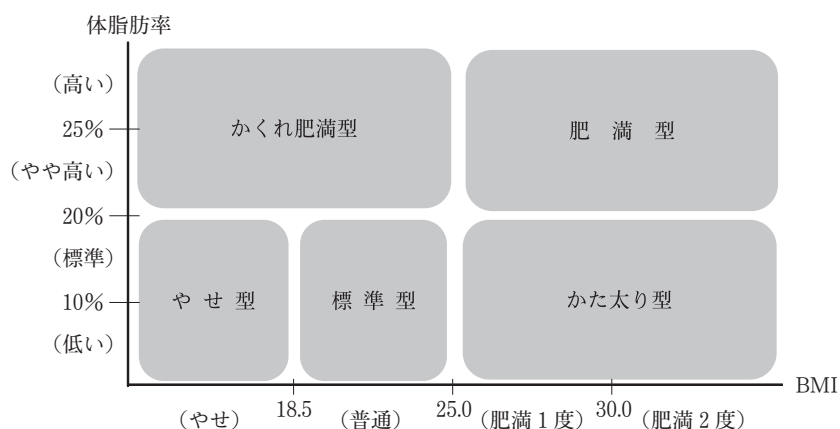 体脂肪率
（高い）
かくれ肥満型
肥　満　型
25%
（やや高い）
20%
（標準）
や せ 型
標 準 型
かた太り型
10%
（低い）
BMI
18.5
25.0
30.0
（やせ）
（普通）
（肥満1度）
（肥満2度）